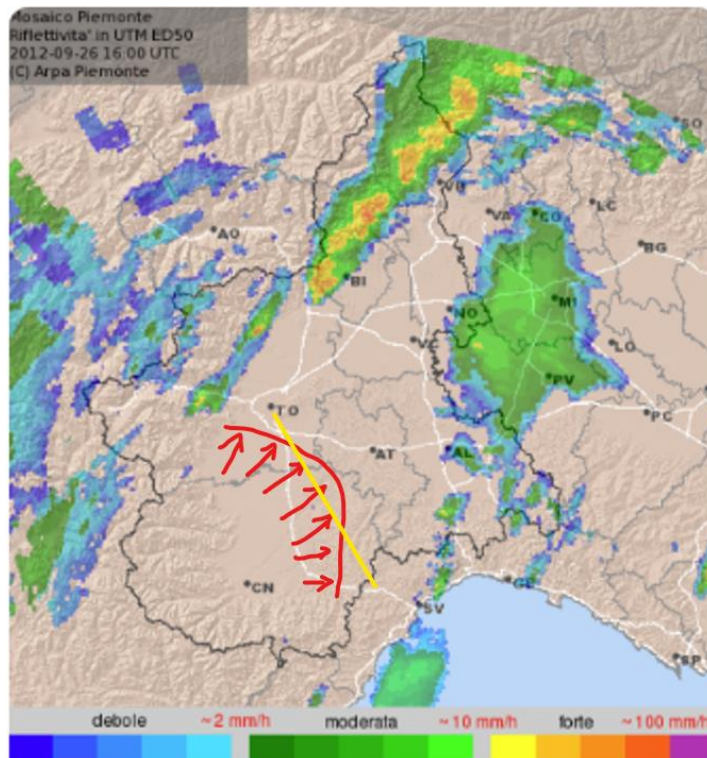 Mosaico Piemonte
Riflettivita' in UTM ED50
2012-09-26 16:00 UTC
(C) Arpa Piemonte
SO
VB
VA
CO
LC
AO
BG
BI
MI
NO
VC
LO
PV
TO
PC
AT
AL
CN
GE
SV
SP
debole ~2 mm/h moderata ~10 mm/h forte ~100 mm/h